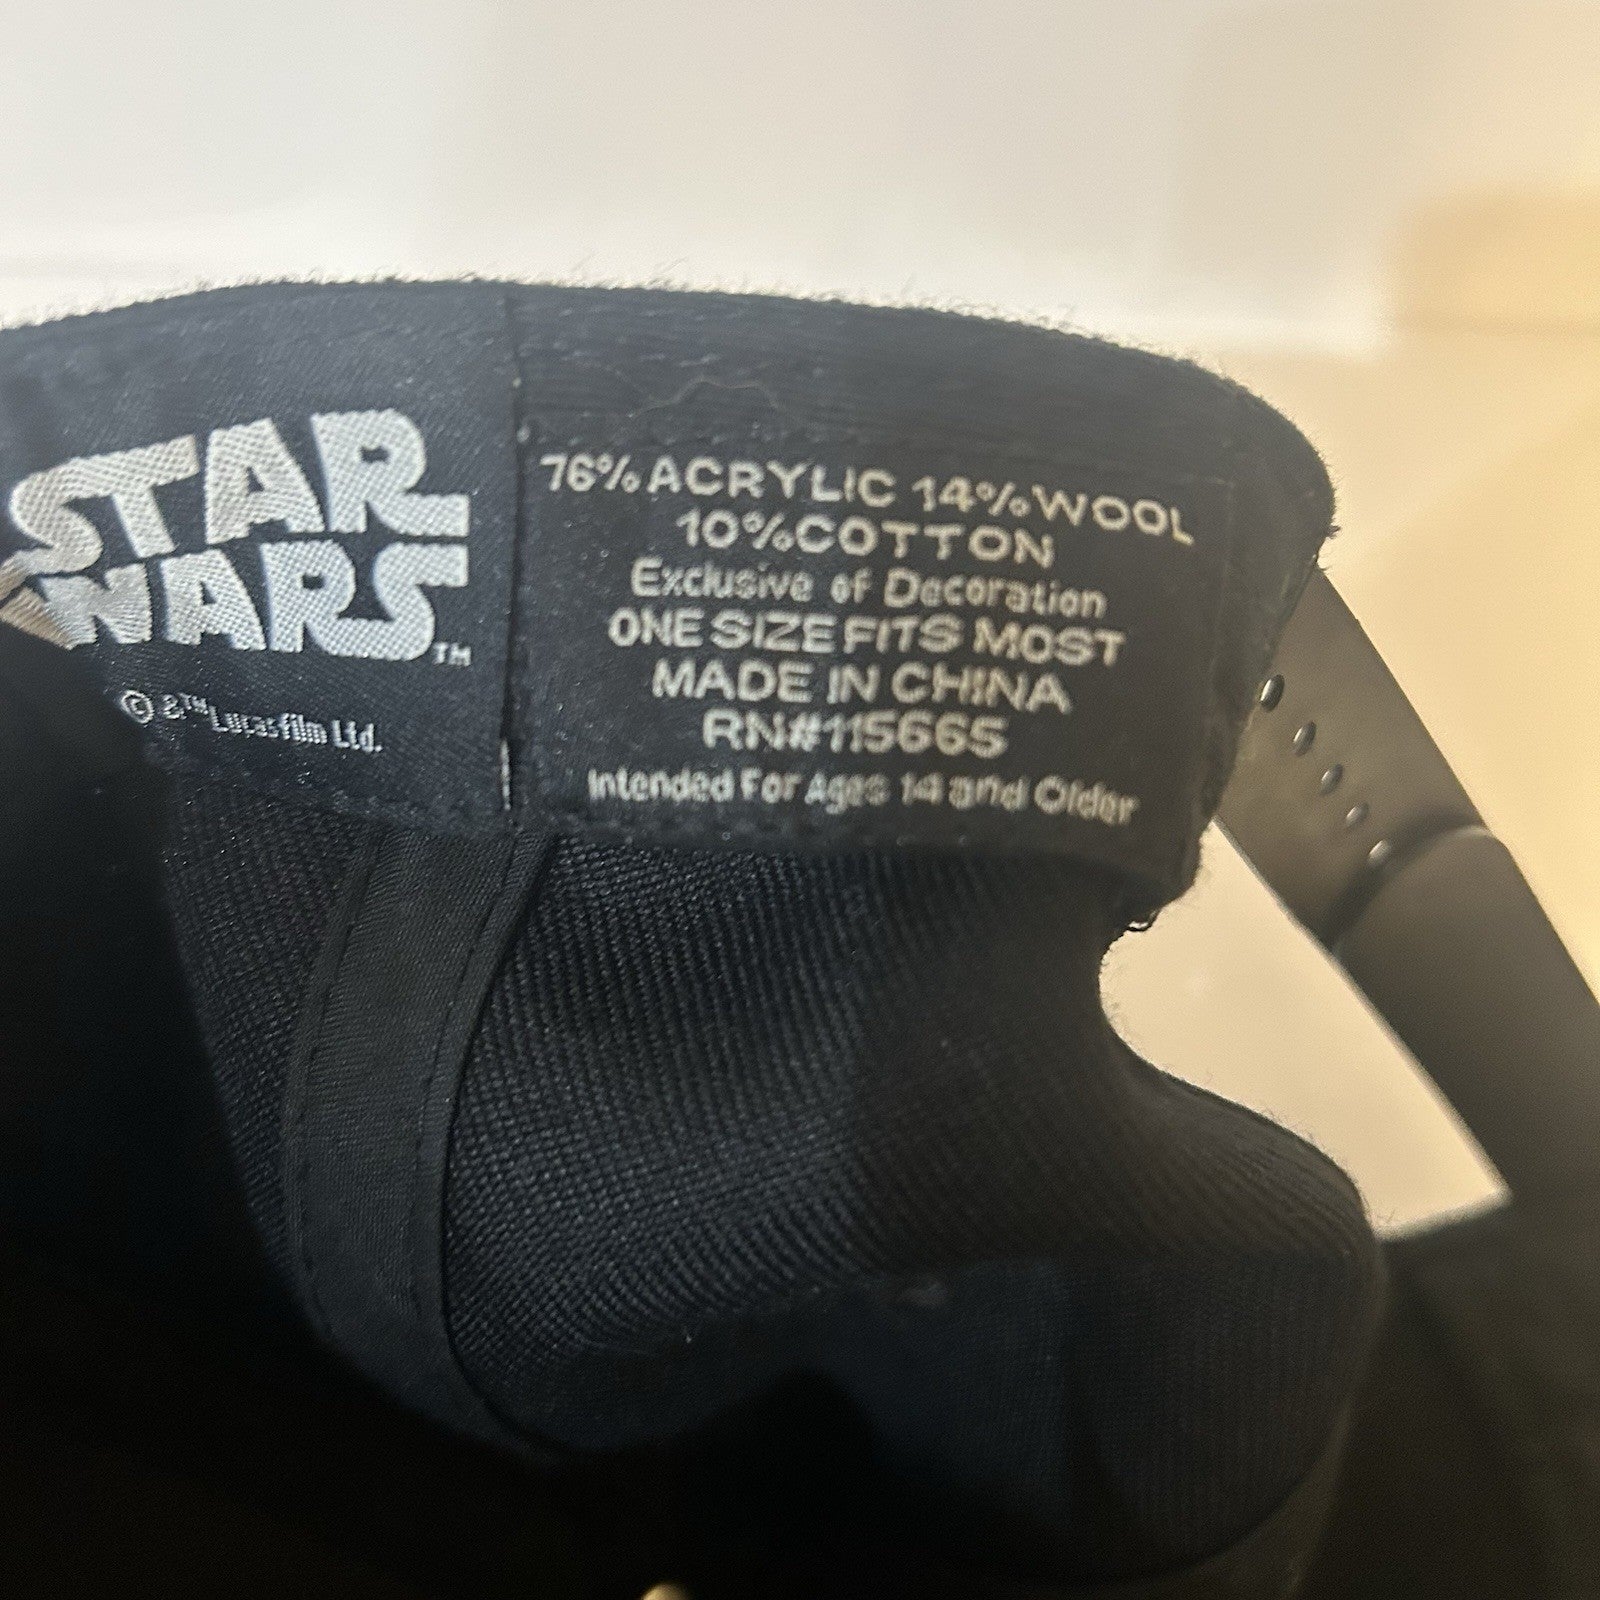 STAR
WARS™
© &™ Lucasfilm Ltd.
76% ACRYLIC 14% WOOL
10% COTTON
Exclusive of Decoration
ONE SIZE FITS MOST
MADE IN CHINA
RN#115665
Intended For Ages 14 and Older